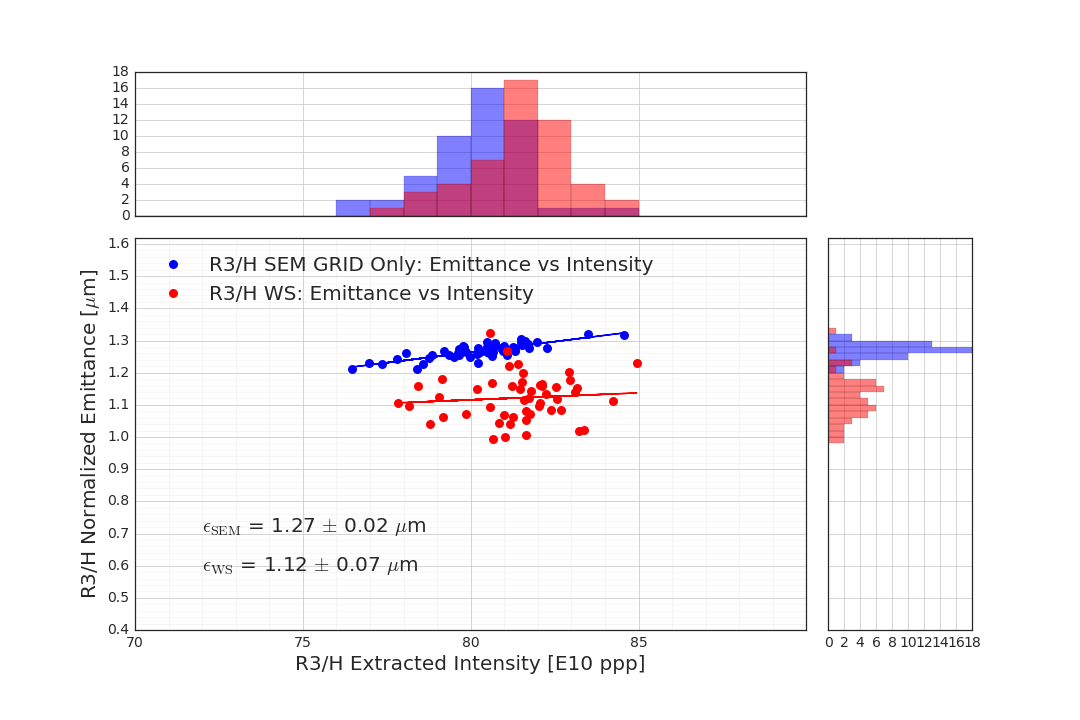 18
16
14
12
10
8
6
4
2
0
1.6
1.5
1.4
1.3
1.2
1.1
1.0
0.9
0.8
0.7
0.6
0.5
0.4
R3/H Normalized Emittance [μm]
R3/H SEM GRID Only: Emittance vs Intensity
R3/H WS: Emittance vs Intensity
ϵSEM = 1.27 ± 0.02 μm
ϵWS = 1.12 ± 0.07 μm
70 75 80 85
R3/H Extracted Intensity [E10 ppp]
0 2 4 6 8 10 12 14 16 18